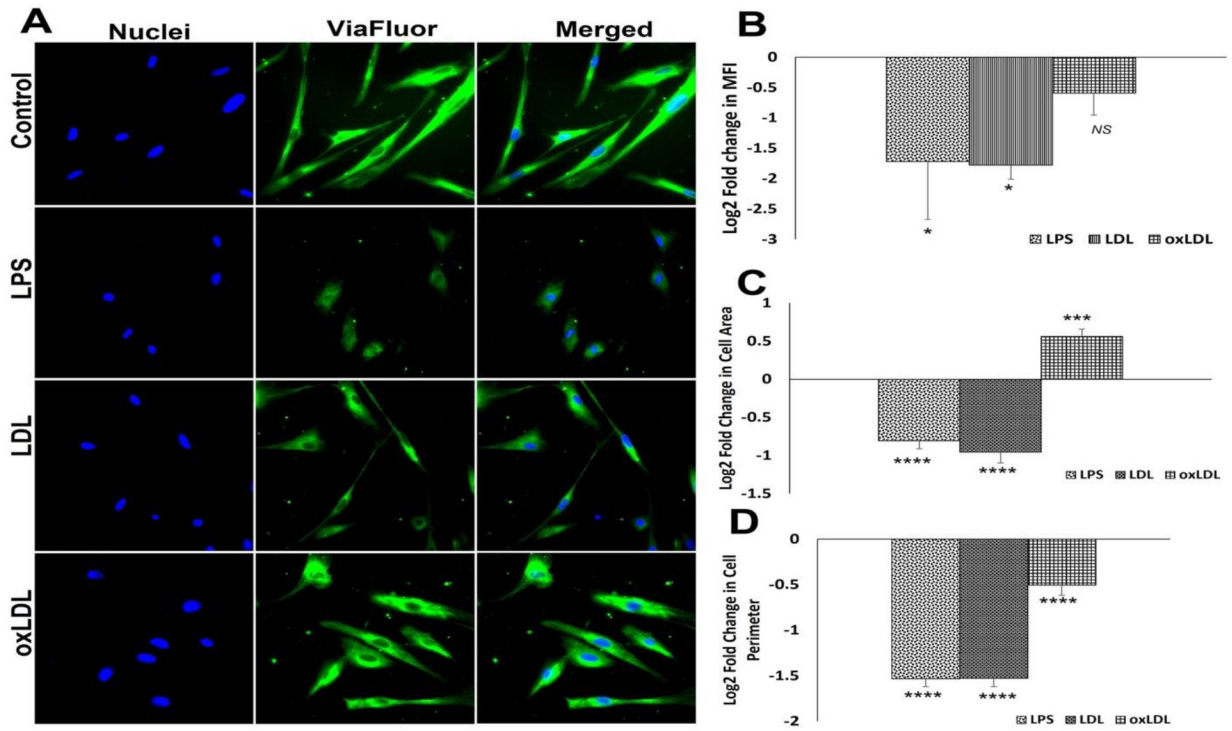 A
Nuclei ViaFluor Merged
Control
LPS
LDL
oxLDL
B
Log2 Fold change in MFI
0
-0.5
-1
-1.5
-2
-2.5
-3
*
*
NS
LPS LDL oxLDL
C
Log2 Fold Change in Cell Area
1
0.5
0
-0.5
-1
-1.5
****
****
***
LPS LDL oxLDL
D
Log2 Fold Change in Cell
Perimeter
0
-0.5
-1
-1.5
-2
****
****
****
LPS LDL oxLDL